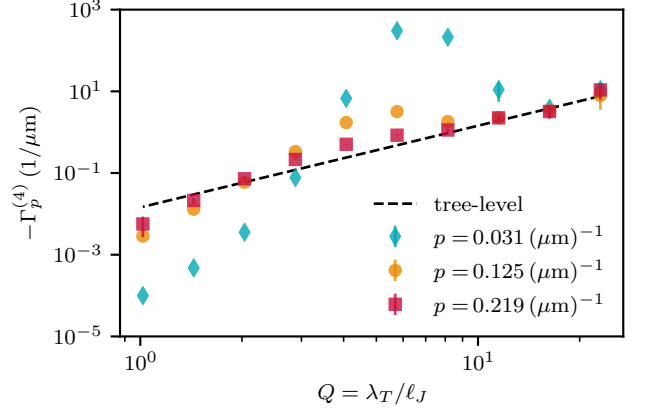 10^3
10^1
10^−1
10^−3
10^−5
−Γ_p^(4) (1/μm)
tree-level
p = 0.031 (μm)^−1
p = 0.125 (μm)^−1
p = 0.219 (μm)^−1
10^0
10^1
Q = λ_T/ℓ_J